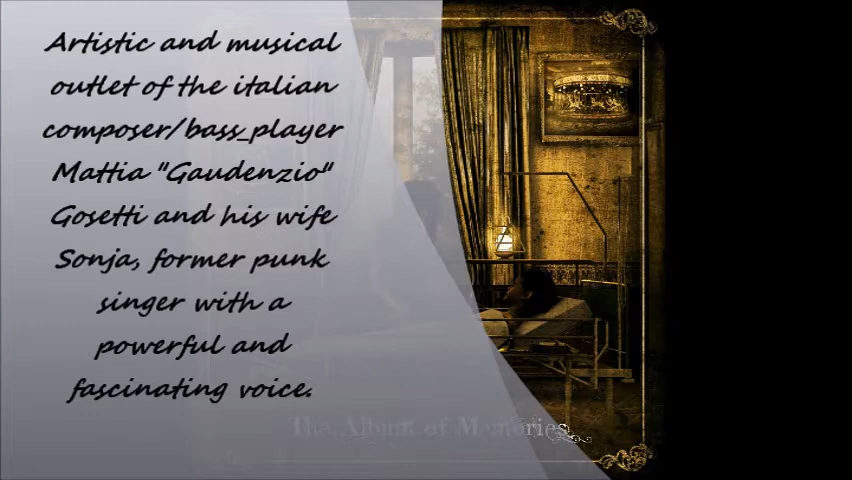 Artistic and musical
outlet of the italian
composer/bass_player
Mattia "Gaudenzio"
Gosetti and his wife
Sonja, former punk
singer with a
powerful and
fascinating voice.
The Album of Memories